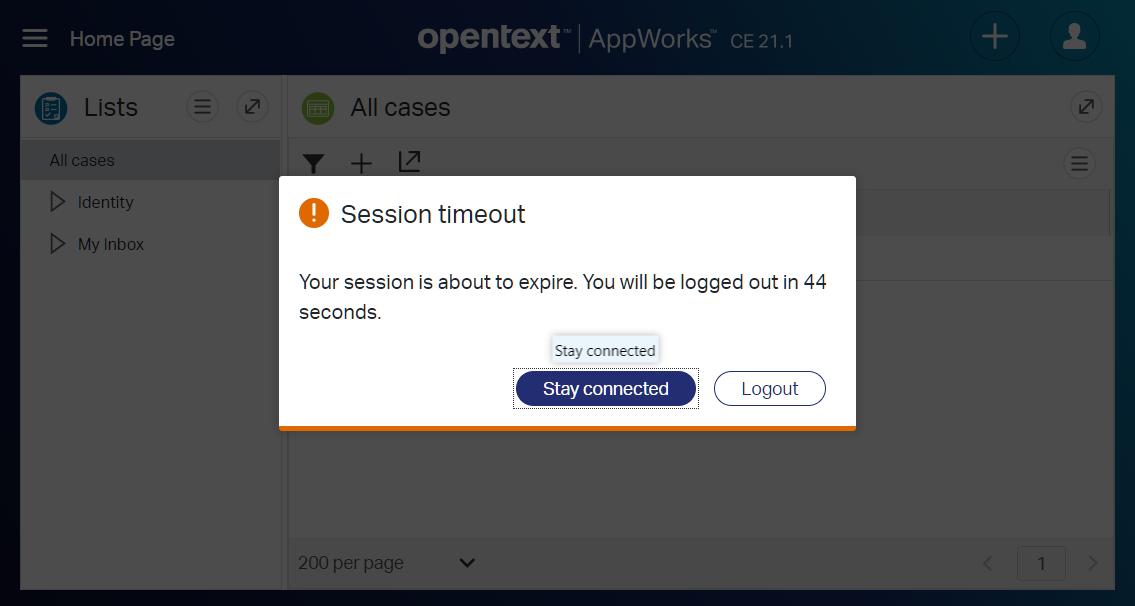 Home Page
opentext™ | AppWorks™ CE 21.1
Lists
All cases
All cases
Identity
My Inbox
Session timeout
Your session is about to expire. You will be logged out in 44
seconds.
Stay connected
Stay connected
Logout
200 per page
1